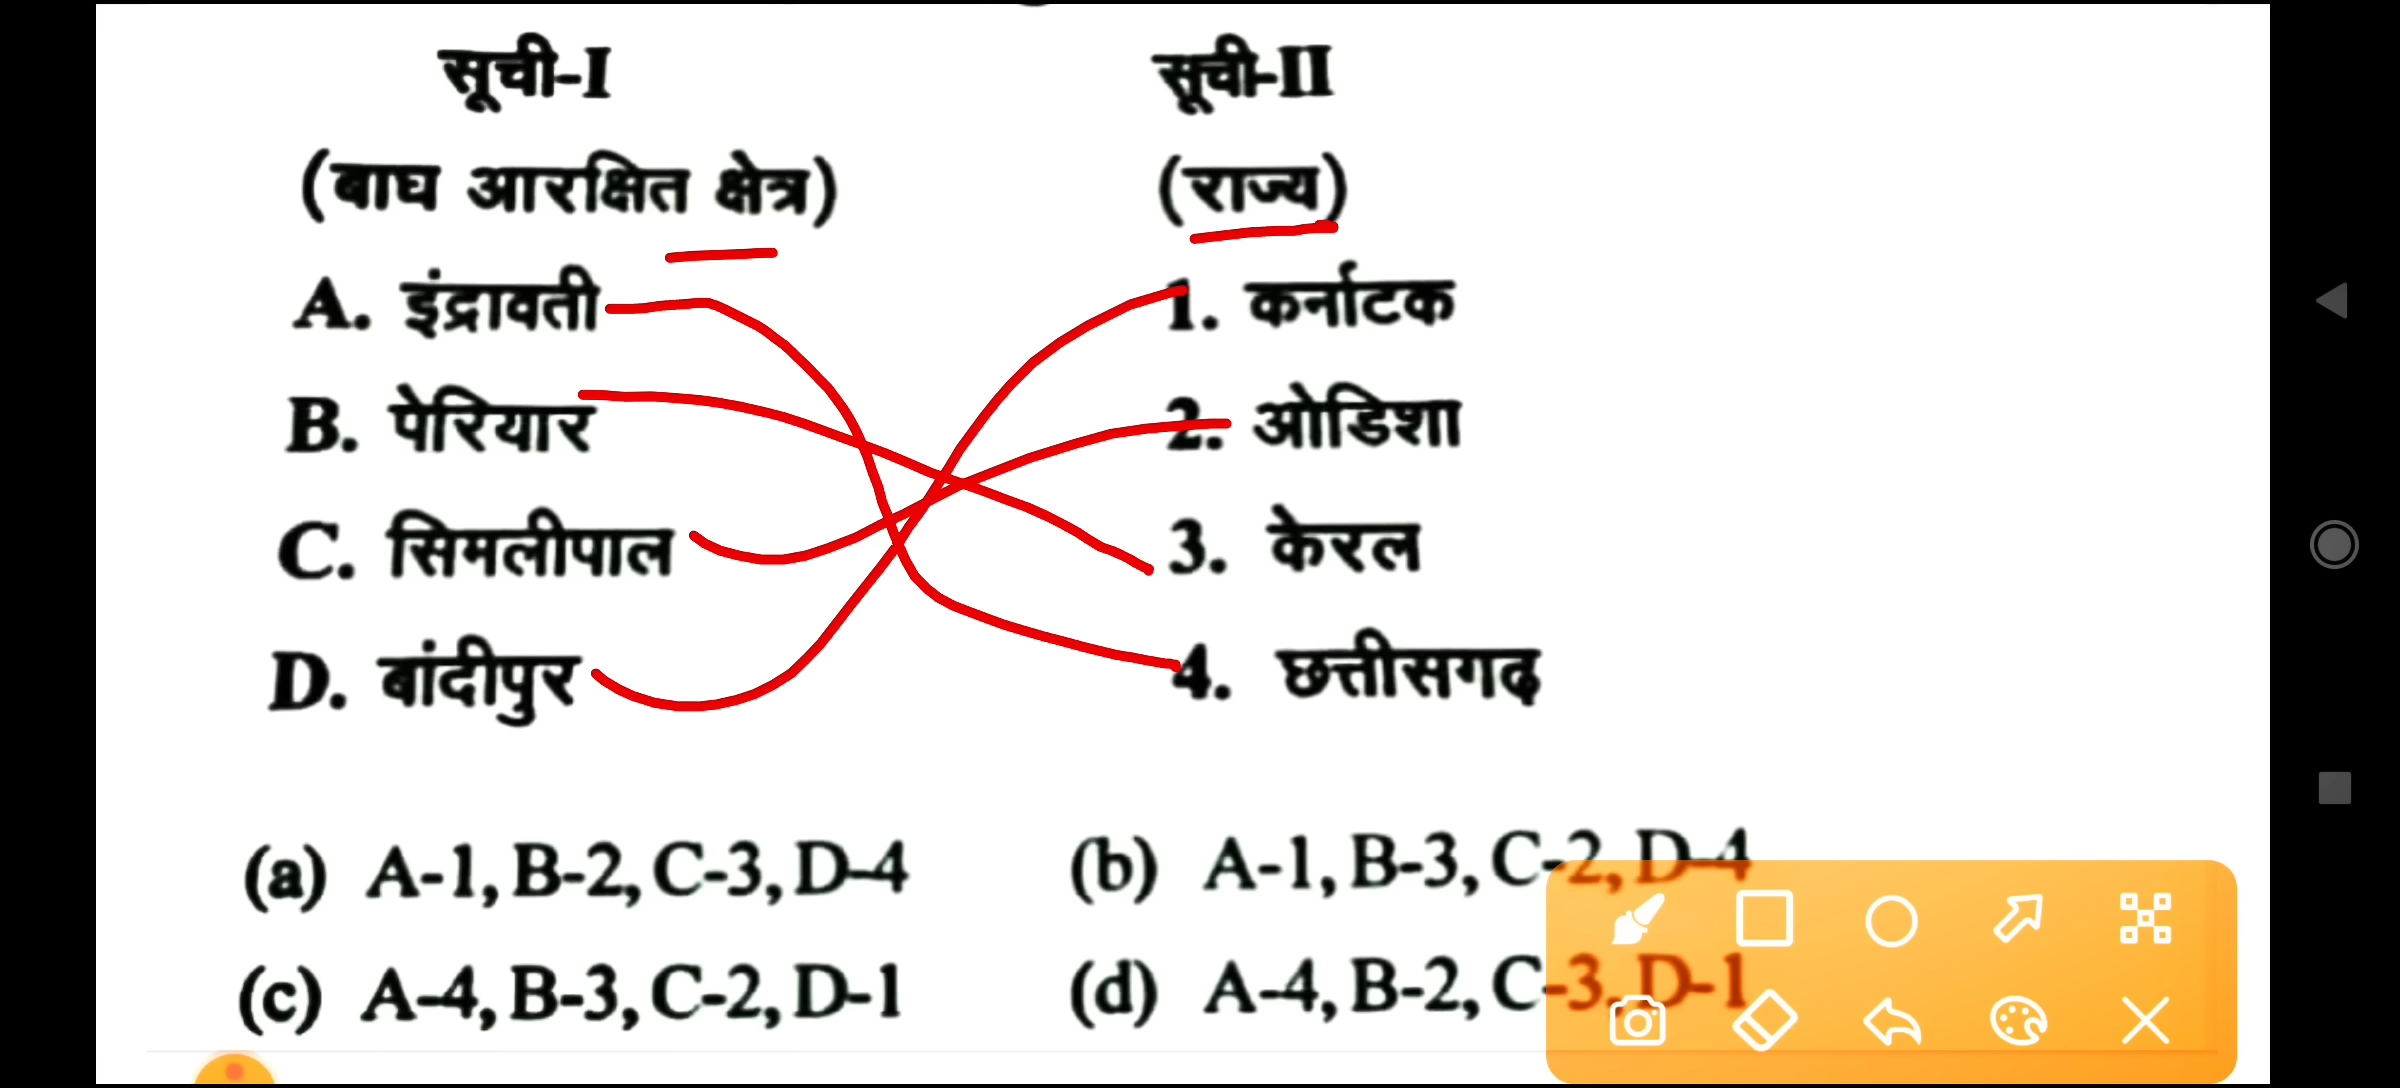 सूची-I सूची-II
(बाघ आरक्षित क्षेत्र) (राज्य)
A. इंद्रावती 1. कर्नाटक
B. पेरियार 2. ओडिशा
C. सिमलीपाल 3. केरल
D. बांदीपुर 4. छत्तीसगढ़
(a) A-1, B-2, C-3, D-4 (b) A-1, B-3, C-2, D-4
(c) A-4, B-3, C-2, D-1 (d) A-4, B-2, C-3, D-1